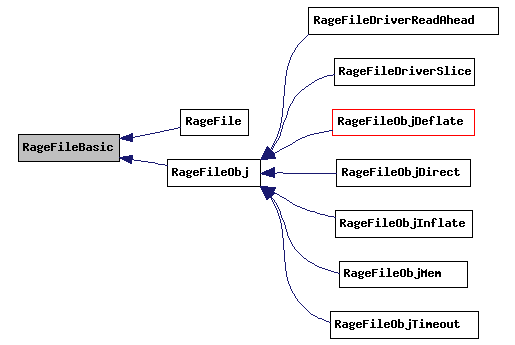 RageFileDriverReadAhead
RageFileDriverSlice
RageFile
RageFileObjDeflate
RageFileBasic
RageFileObj
RageFileObjDirect
RageFileObjInflate
RageFileObjMem
RageFileObjTimeout